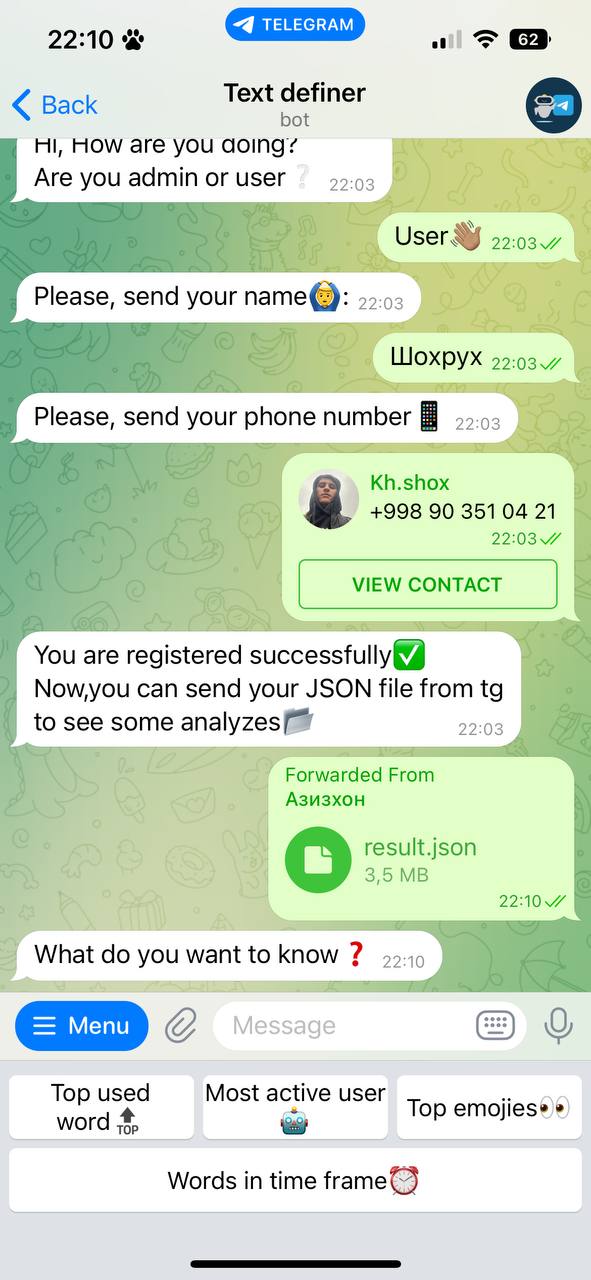 22:10
TELEGRAM
62
Back
Text definer
bot
Hi, How are you doing?
Are you admin or user❔ 22:03
User👋🏽 22:03
Please, send your name🙆‍♂️: 22:03
Шохрух 22:03
Please, send your phone number📱 22:03
Kh.shox
+998 90 351 04 21
22:03
VIEW CONTACT
You are registered successfully✅
Now,you can send your JSON file from tg
to see some analyzes📂 22:03
Forwarded From
Азизхон
result.json
3,5 MB
22:10
What do you want to know❓ 22:10
Menu
Message
Top used
word🔝
Most active user
🤖
Top emojies👀
Words in time frame⏰